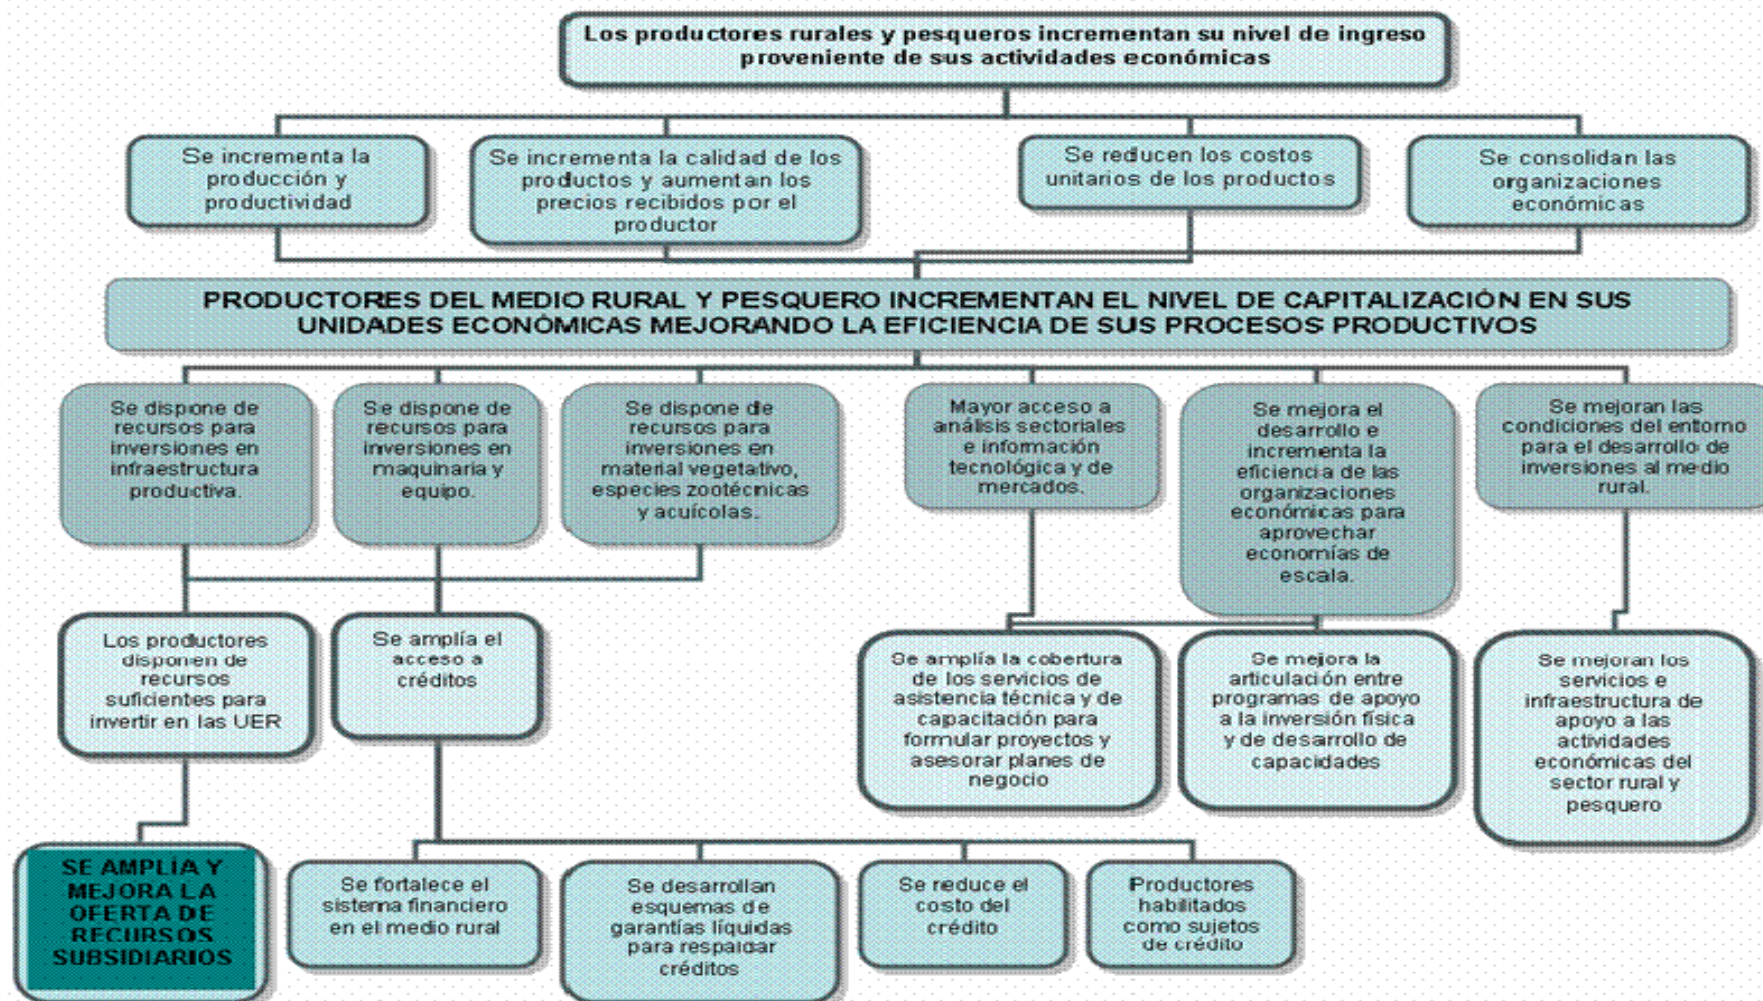 Los productores rurales y pesqueros incrementan su nivel de ingreso
proveniente de sus actividades económicas
Se incrementa la
producción y
productividad
Se incrementa la calidad de los
productos y aumentan los
precios recibidos por el
productor
Se reducen los costos
unitarios de los productos
Se consolidan las
organizaciones
económicas
PRODUCTORES DEL MEDIO RURAL Y PESQUERO INCREMENTAN EL NIVEL DE CAPITALIZACIÓN EN SUS
UNIDADES ECONÓMICAS MEJORANDO LA EFICIENCIA DE SUS PROCESOS PRODUCTIVOS
Se dispone de
recursos para
inversiones en
infraestructura
productiva.
Se dispone de
recursos para
inversiones en
maquinaria y
equipo.
Se dispone de
recursos para
inversiones en
material vegetativo,
especies zootécnicas
y acuícolas.
Mayor acceso a
análisis sectoriales
e información
tecnológica y de
mercados.
Se mejora el
desarrollo e
incrementa la
eficiencia de las
organizaciones
económicas para
aprovechar
economías de
escala.
Se mejoran las
condiciones del entorno
para el desarrollo de
inversiones al medio
rural.
Los productores
disponen de
recursos
suficientes para
invertir en las UER
Se amplía el
acceso a
créditos
Se amplía la cobertura
de los servicios de
asistencia técnica y de
capacitación para
formular proyectos y
asesorar planes de
negocio
Se mejora la
articulación entre
programas de apoyo
a la inversión física
y de desarrollo de
capacidades
Se mejoran los
servicios e
infraestructura de
apoyo a las
actividades
económicas del
sector rural y
pesquero
SE AMPLÍA Y
MEJORA LA
OFERTA DE
RECURSOS
SUBSIDIARIOS
Se fortalece el
sistema financiero
en el medio rural
Se desarrollan
esquemas de
garantías líquidas
para respaldar
créditos
Se reduce el
costo del
crédito
Productores
habilitados
como sujetos
de crédito